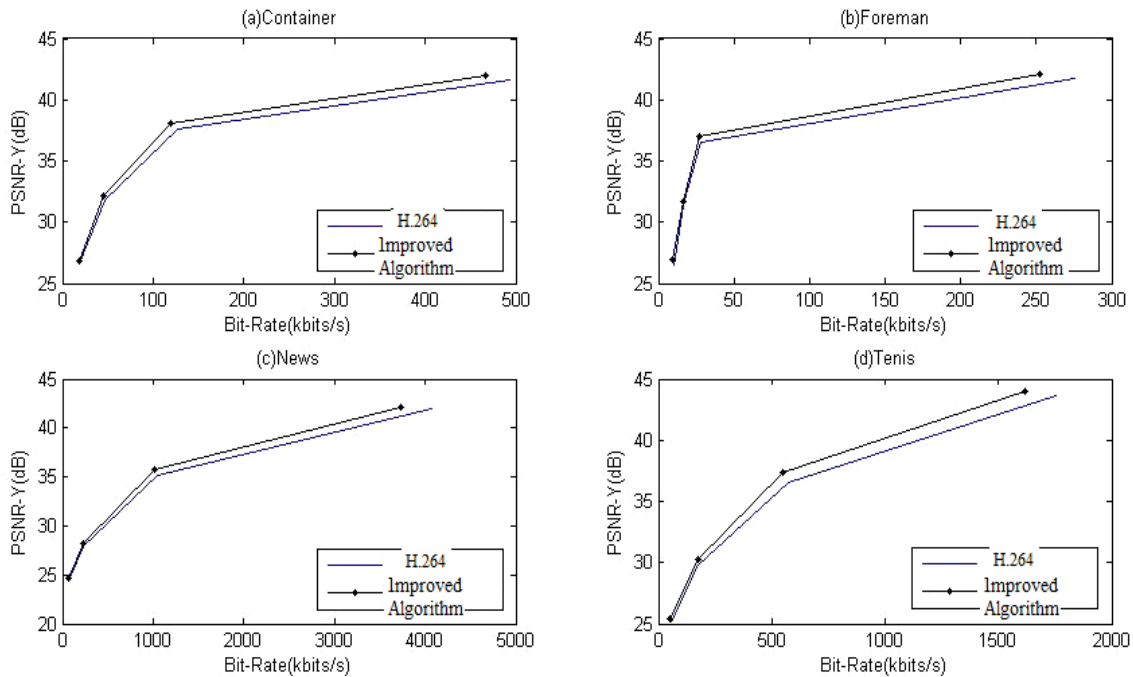 (a)Container
45
40
35
30
25
PSNR-Y(dB)
H.264
Improved
Algorithm
0 100 200 300 400 500
Bit-Rate(kbits/s)
(b)Foreman
45
40
35
30
25
PSNR-Y(dB)
H.264
Improved
Algorithm
0 50 100 150 200 250 300
Bit-Rate(kbits/s)
(c)News
45
40
35
30
25
20
PSNR-Y(dB)
H.264
Improved
Algorithm
0 1000 2000 3000 4000 5000
Bit-Rate(kbits/s)
(d)Tenis
45
40
35
30
25
PSNR-Y(dB)
H.264
Improved
Algorithm
0 500 1000 1500 2000
Bit-Rate(kbits/s)